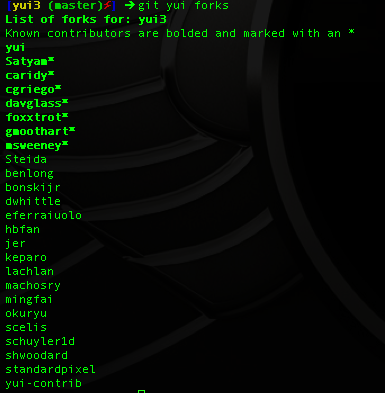 [yui3 (master)⚡] ➔ git yui forks
List of forks for: yui3
Known contributors are bolded and marked with an *
yui
Satyam*
caridy*
cgriego*
davglass*
foxxtrot*
gmoothart*
msweeney*
Steida
benlong
bonskijr
dwhittle
eferraiuolo
hbfan
jer
keparo
lachlan
machosry
mingfai
okuryu
scelis
schuyler1d
shwoodard
standardpixel
yui-contrib